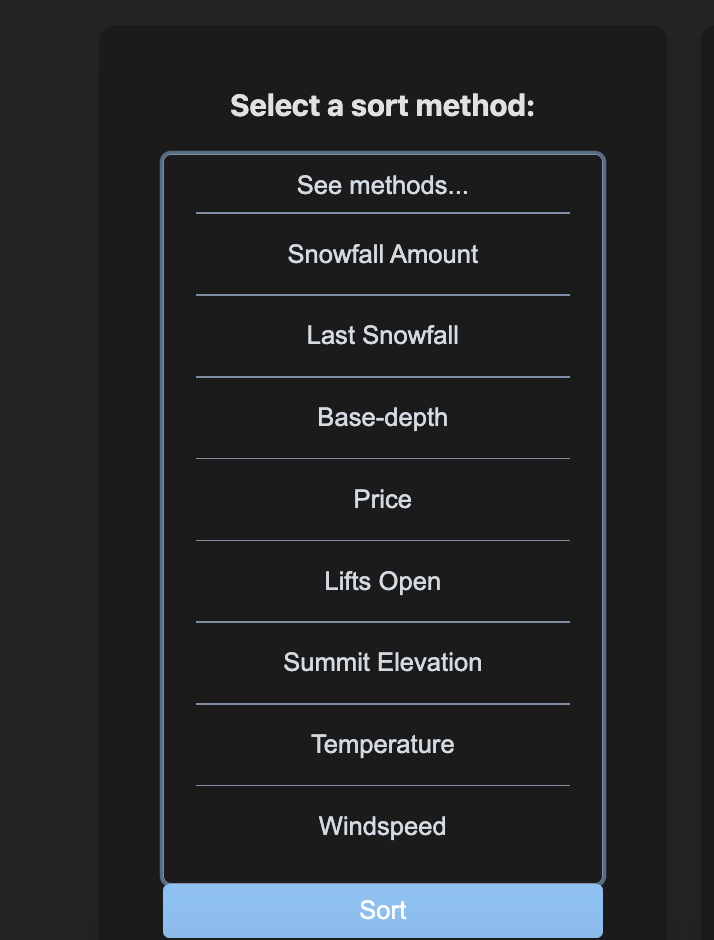 Select a sort method:
See methods...
Snowfall Amount
Last Snowfall
Base-depth
Price
Lifts Open
Summit Elevation
Temperature
Windspeed
Sort